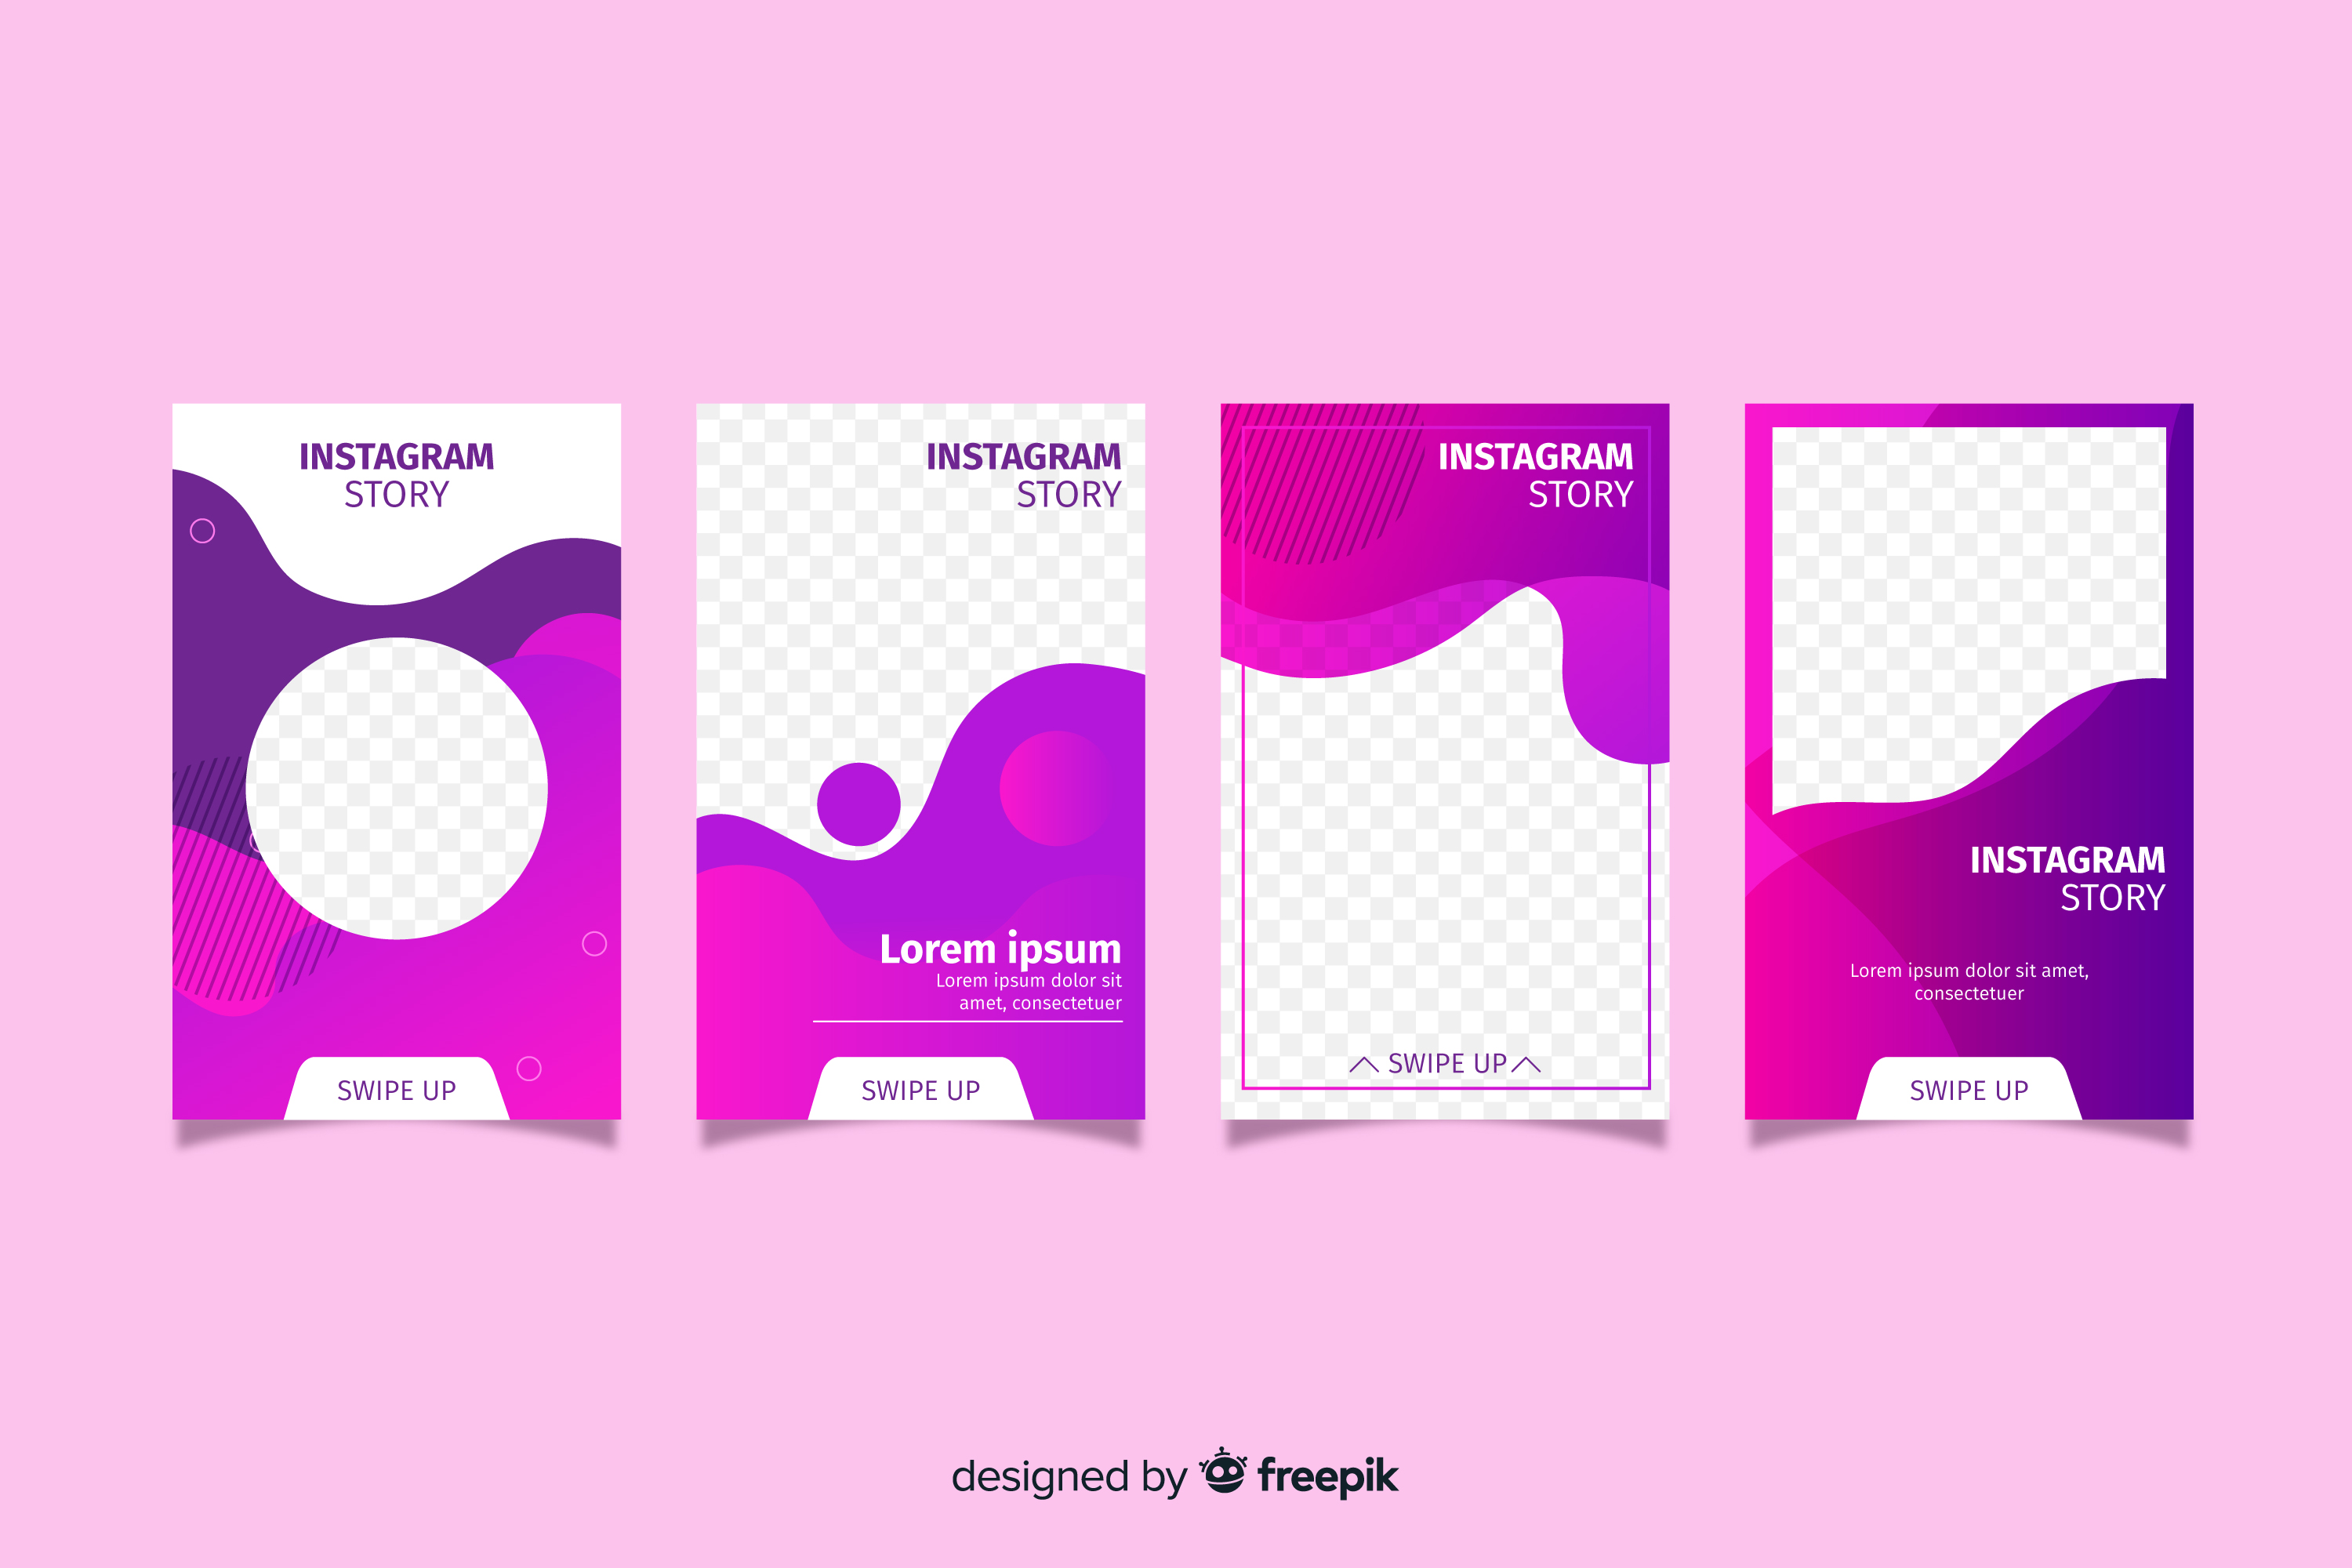 INSTAGRAM
STORY
SWIPE UP
INSTAGRAM
STORY
Lorem ipsum
Lorem ipsum dolor sit
amet, consectetuer
SWIPE UP
INSTAGRAM
STORY
SWIPE UP
INSTAGRAM
STORY
Lorem ipsum dolor sit amet,
consectetuer
SWIPE UP
designed by freepik